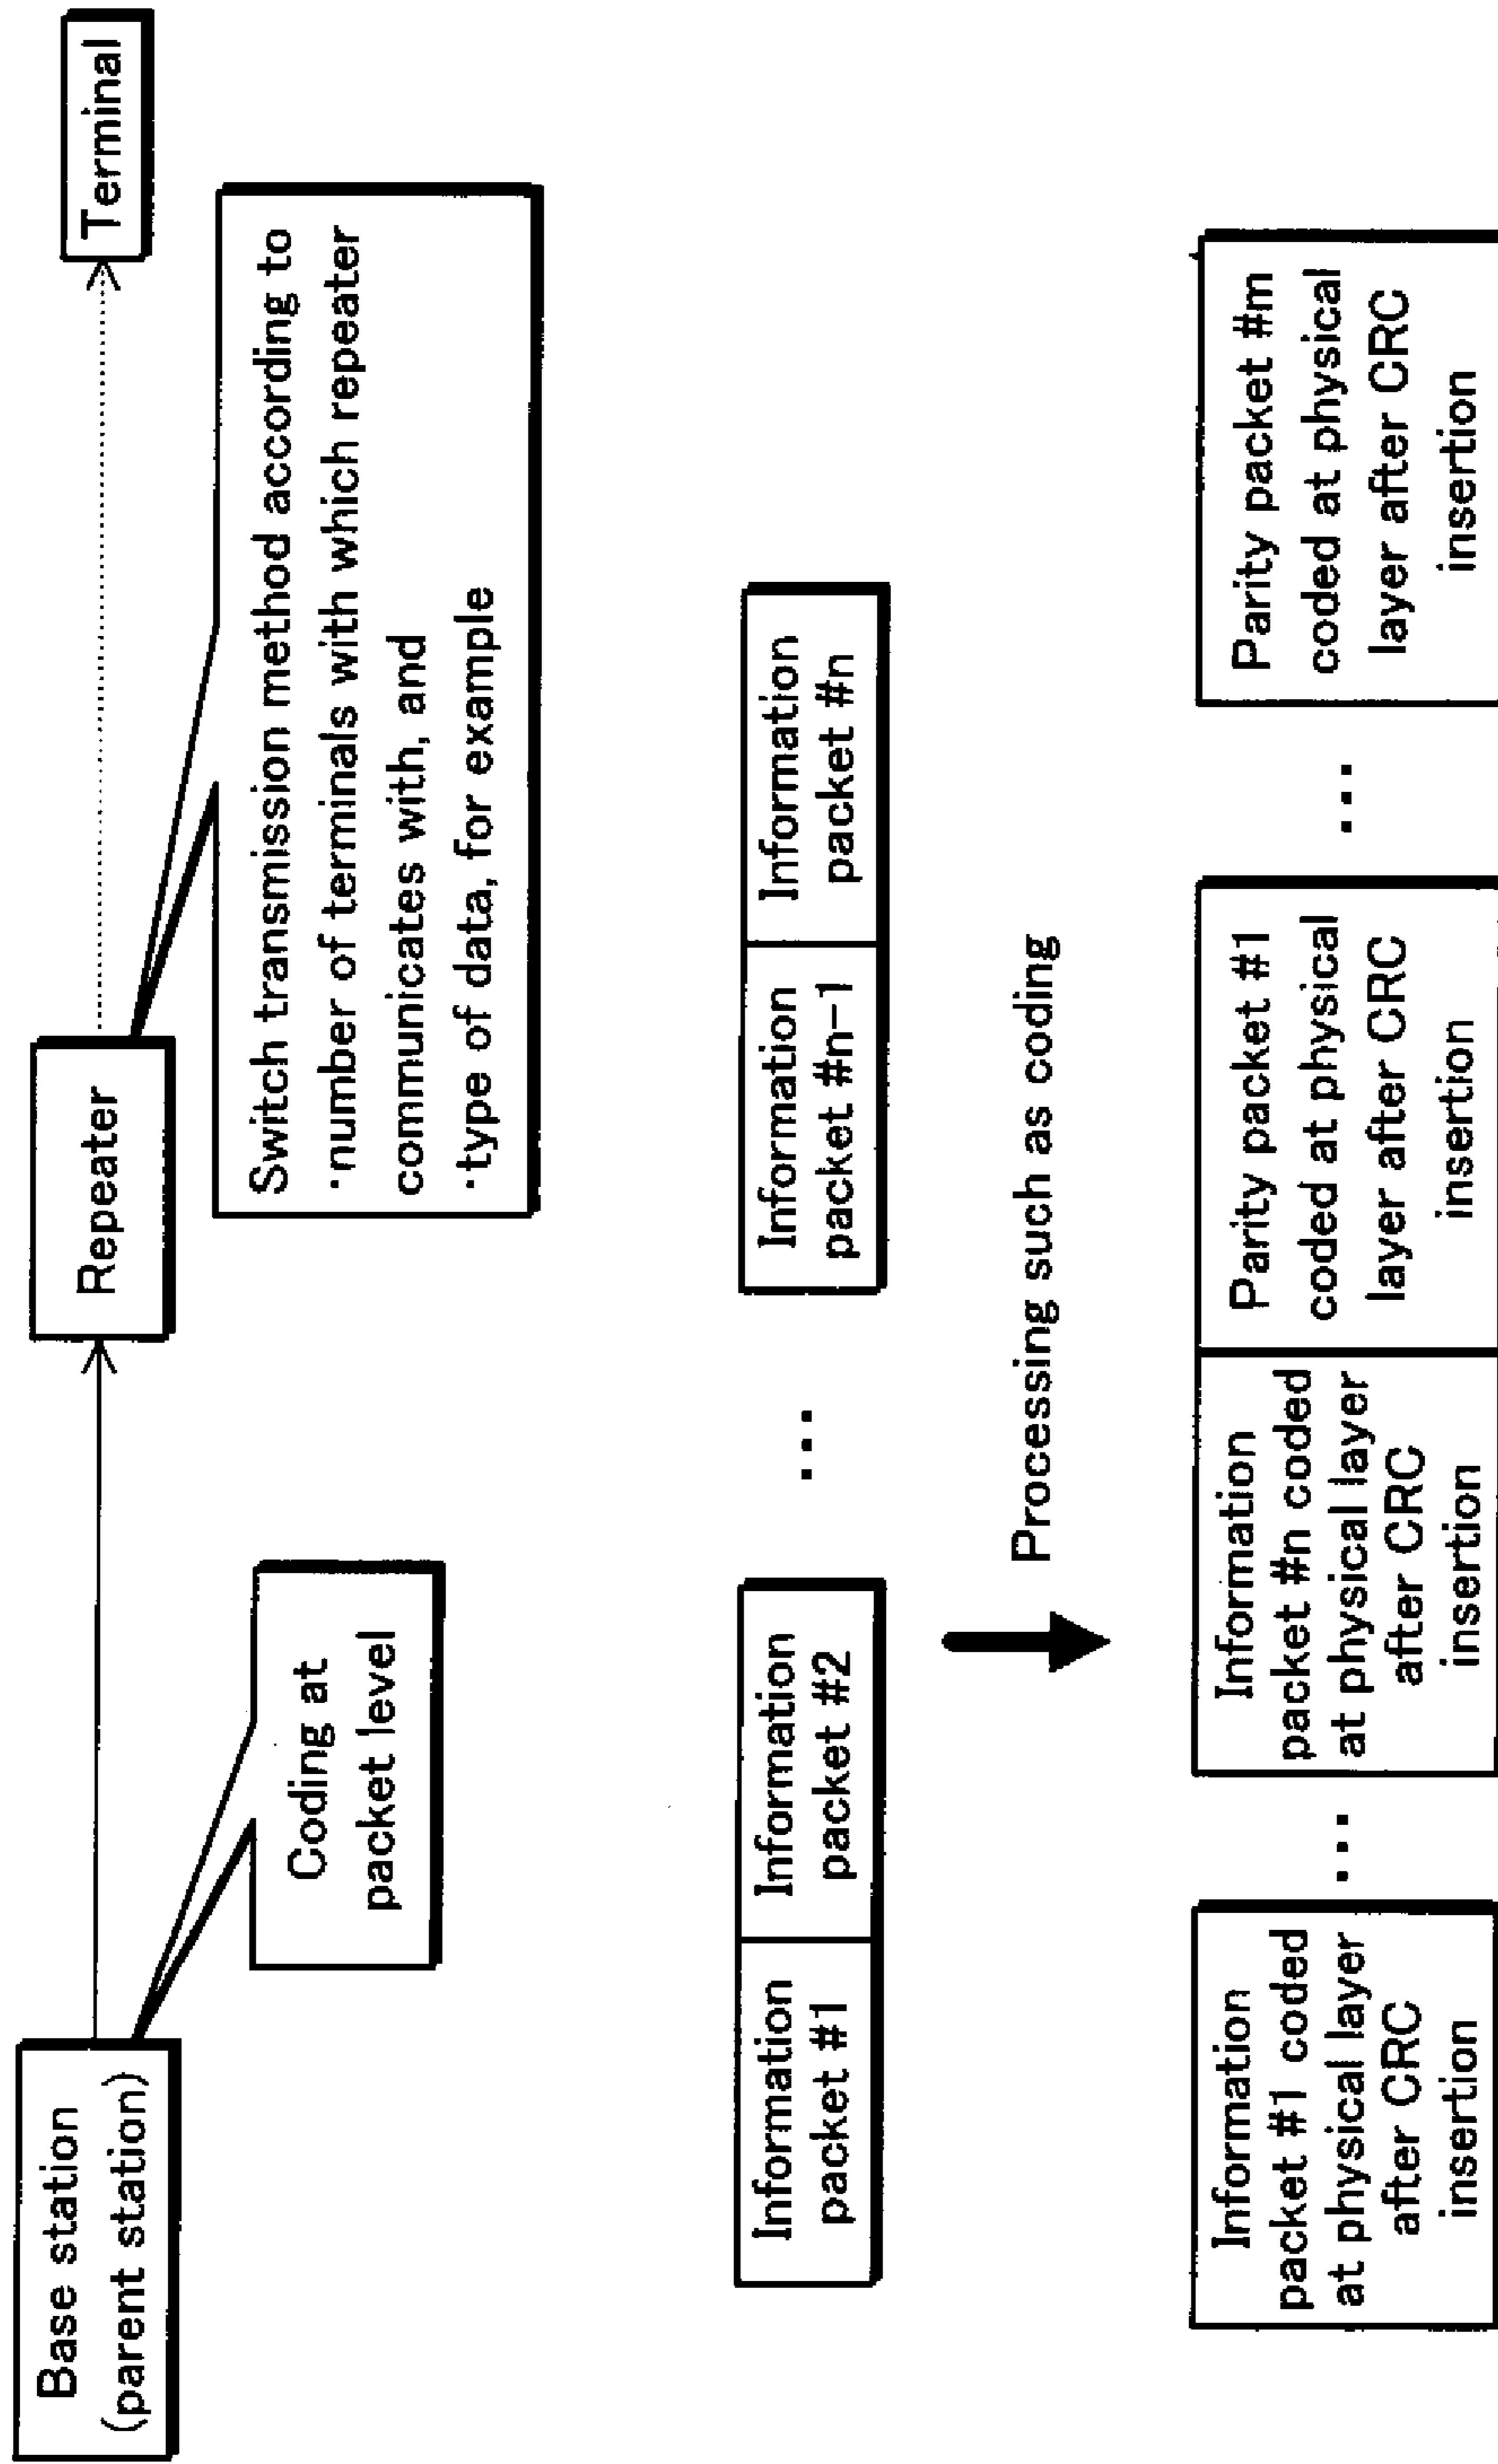 Base station
(parent station)
Repeater
Terminal
Coding at
packet level
Switch transmission method according to
·number of terminals with which repeater
communicates with, and
·type of data, for example
Information
packet #1
Information
packet #2
...
Information
packet #n-1
Information
packet #n
Processing such as coding
Information
packet #1 coded
at physical layer
after CRC
insertion
...
Information
packet #n coded
at physical layer
after CRC
insertion
Parity packet #1
coded at physical
layer after CRC
insertion
...
Parity packet #m
coded at physical
layer after CRC
insertion